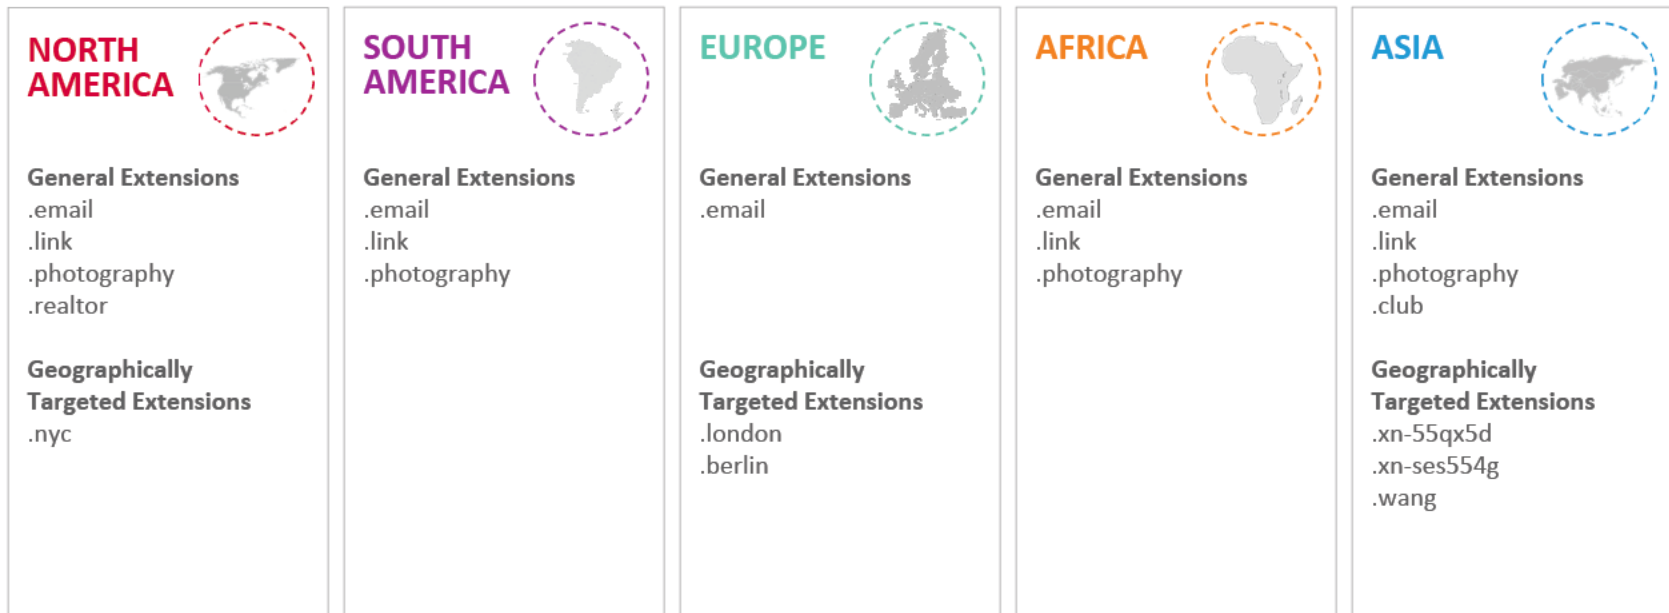 NORTH
AMERICA
General Extensions
.email
.link
.photography
.realtor
Geographically
Targeted Extensions
.nyc
SOUTH
AMERICA
General Extensions
.email
.link
.photography
EUROPE
General Extensions
.email
Geographically
Targeted Extensions
.london
.berlin
AFRICA
General Extensions
.email
.link
.photography
ASIA
General Extensions
.email
.link
.photography
.club
Geographically
Targeted Extensions
.xn-55qx5d
.xn-ses554g
.wang